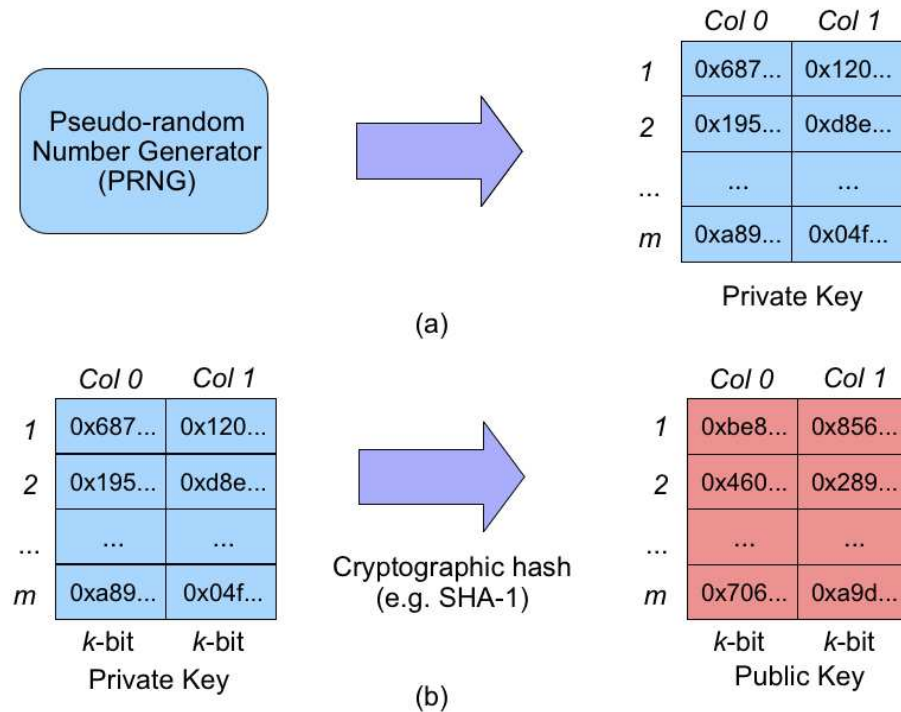 Col 0 Col 1
Pseudo-random
Number Generator
(PRNG)
1 0x687... 0x120...
2 0x195... 0xd8e...
... ... ...
m 0xa89... 0x04f...
Private Key
(a)
Col 0 Col 1
1 0x687... 0x120...
2 0x195... 0xd8e...
... ... ...
m 0xa89... 0x04f...
k-bit k-bit
Private Key
Cryptographic hash
(e.g. SHA-1)
Col 0 Col 1
1 0xbe8... 0x856...
2 0x460... 0x289...
... ... ...
m 0x706... 0xa9d...
k-bit k-bit
Public Key
(b)